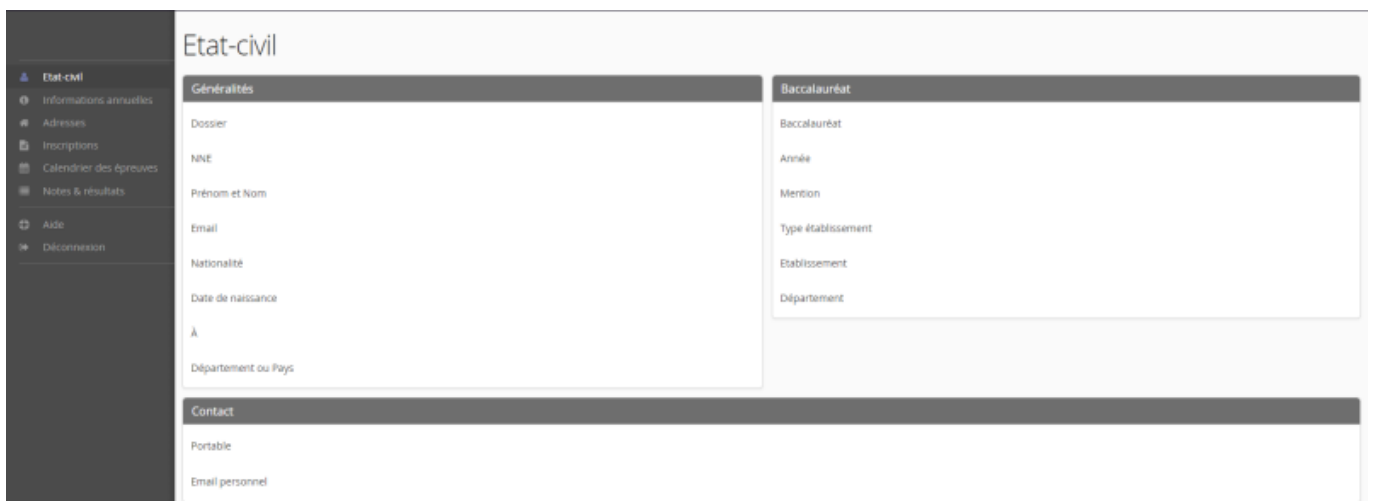 Etat-civil
Informations annuelles
Adresses
Inscriptions
Calendrier des épreuves
Notes & résultats
Aide
Déconnexion
Etat-civil
Généralités
Dossier
NNE
Prénom et Nom
Email
Nationalité
Date de naissance
À
Département ou Pays
Baccalauréat
Baccalauréat
Année
Mention
Type établissement
Etablissement
Département
Contact
Portable
Email personnel